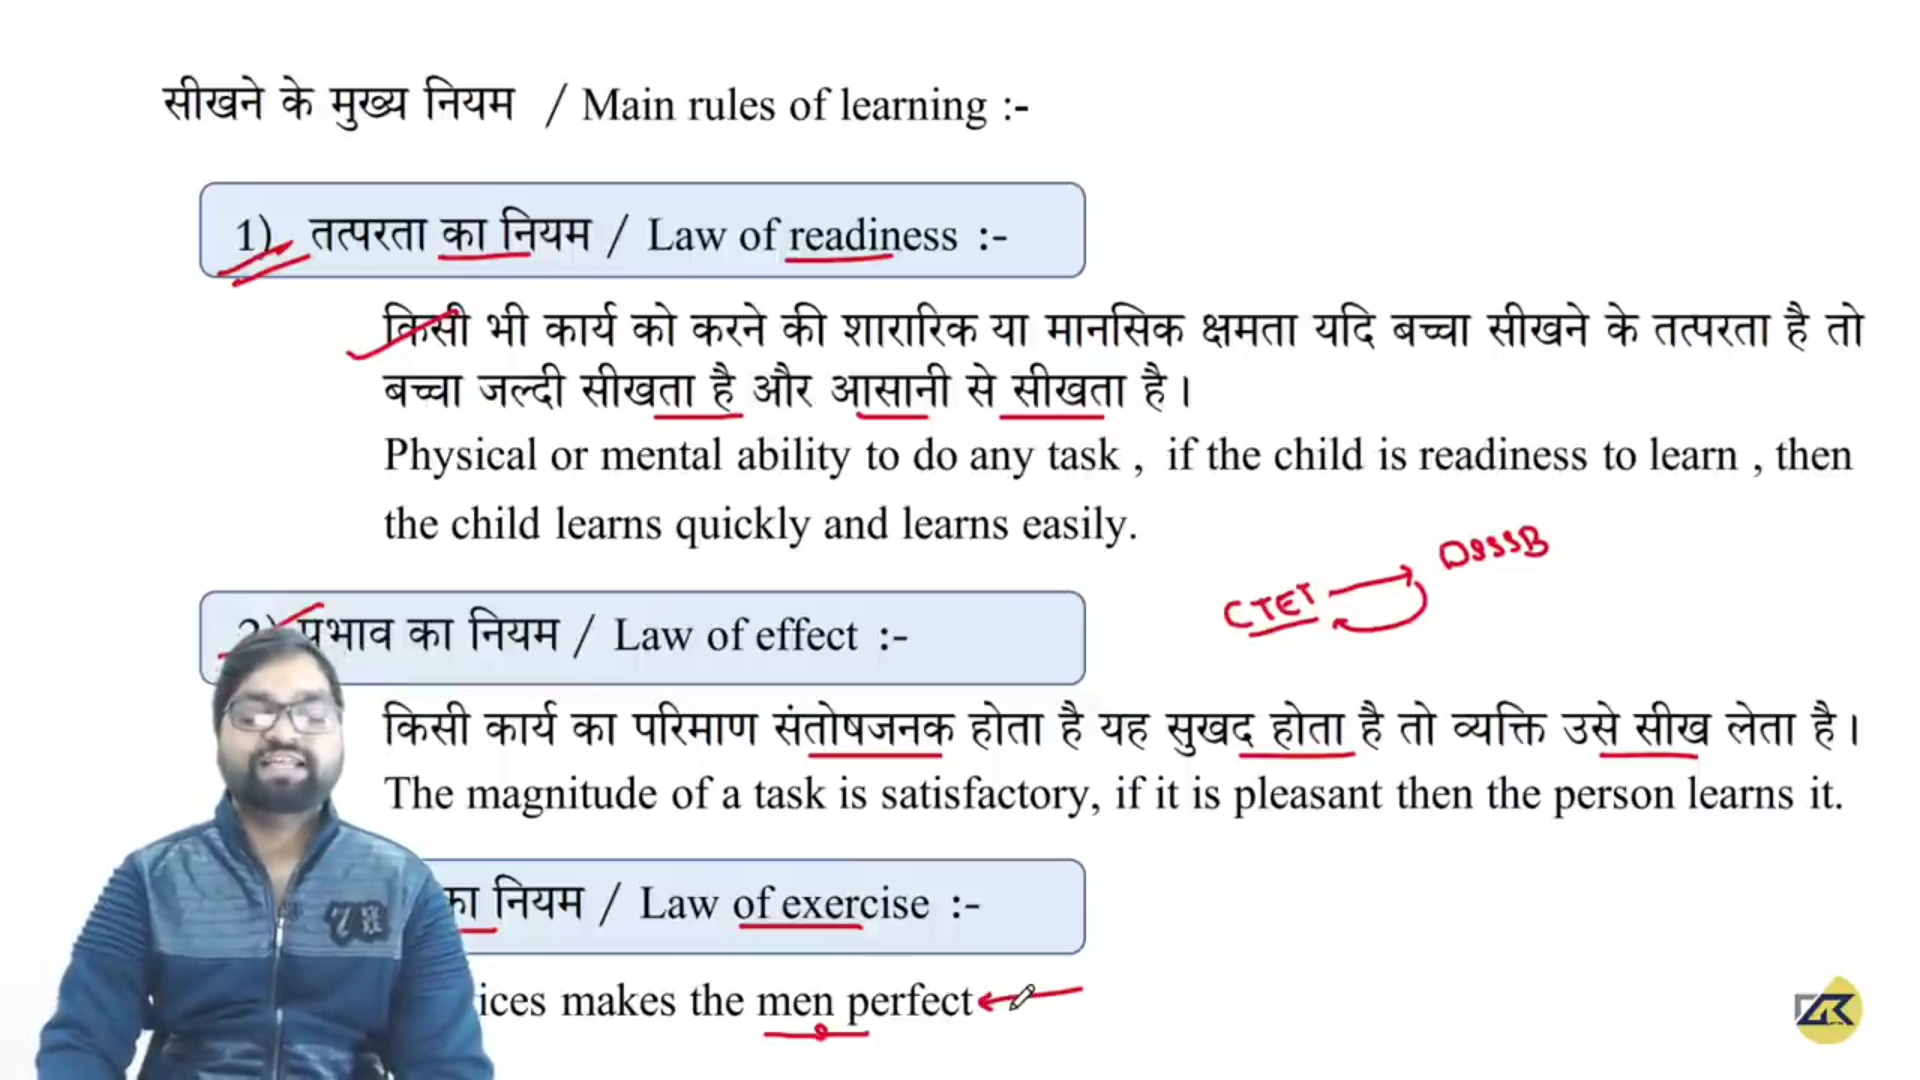 सीखने के मुख्य नियम / Main rules of learning :-
1) तत्परता का नियम / Law of readiness :-
किसी भी कार्य को करने की शारारिक या मानसिक क्षमता यदि बच्चा सीखने के तत्परता है तो
बच्चा जल्दी सीखता है और आसानी से सीखता है।
Physical or mental ability to do any task , if the child is readiness to learn , then
the child learns quickly and learns easily.
DSSSB
CTET
प्रभाव का नियम / Law of effect :-
किसी कार्य का परिमाण संतोषजनक होता है यह सुखद होता है तो व्यक्ति उसे सीख लेता है।
The magnitude of a task is satisfactory, if it is pleasant then the person learns it.
का नियम / Law of exercise :-
ices makes the men perfect